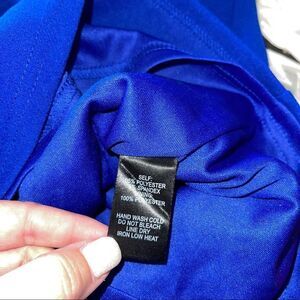 SELF:
POLYESTER
SPANDEX
100% POLYESTER
HAND WASH COLD
DO NOT BLEACH
LINE DRY
IRON LOW HEAT